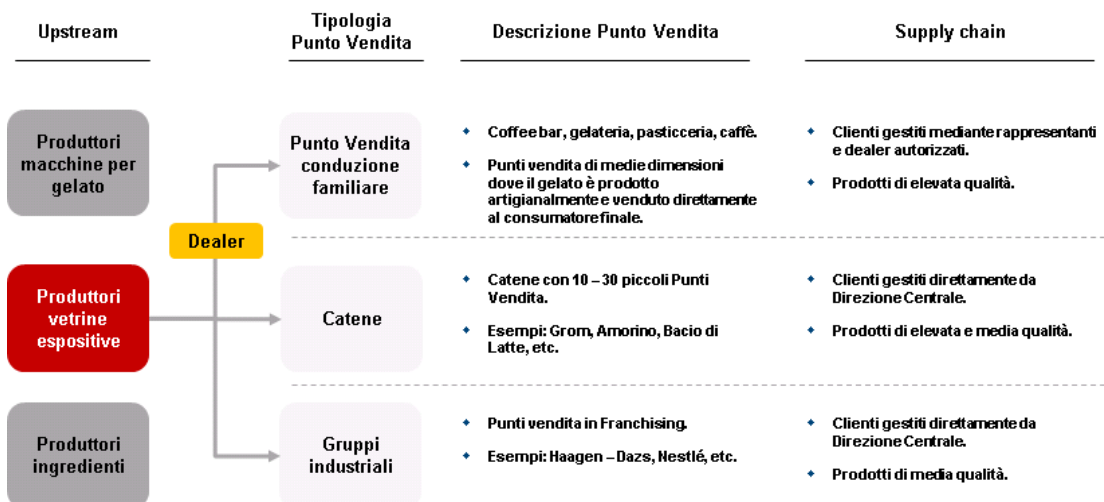 Upstream
Tipologia
Punto Vendita
Descrizione Punto Vendita
Supply chain
Produttori
macchine per
gelato
Punto Vendita
conduzione
familiare
◆ Coffee bar, gelateria, pasticceria, caffè.
◆ Punti vendita di medie dimensioni
dove il gelato è prodotto
artigianalmente e venduto direttamente
al consumatore finale.
◆ Clienti gestiti mediante rappresentanti
e dealer autorizzati.
◆ Prodotti di elevata qualità.
Dealer
Produttori
vetrine
espositive
Catene
◆ Catene con 10 – 30 piccoli Punti
Vendita.
◆ Esempi: Grom, Amorino, Bacio di
Latte, etc.
◆ Clienti gestiti direttamente da
Direzione Centrale.
◆ Prodotti di elevata e media qualità.
Produttori
ingredienti
Gruppi
industriali
◆ Punti vendita in Franchising.
◆ Esempi: Haagen – Dazs, Nestlé, etc.
◆ Clienti gestiti direttamente da
Direzione Centrale.
◆ Prodotti di media qualità.